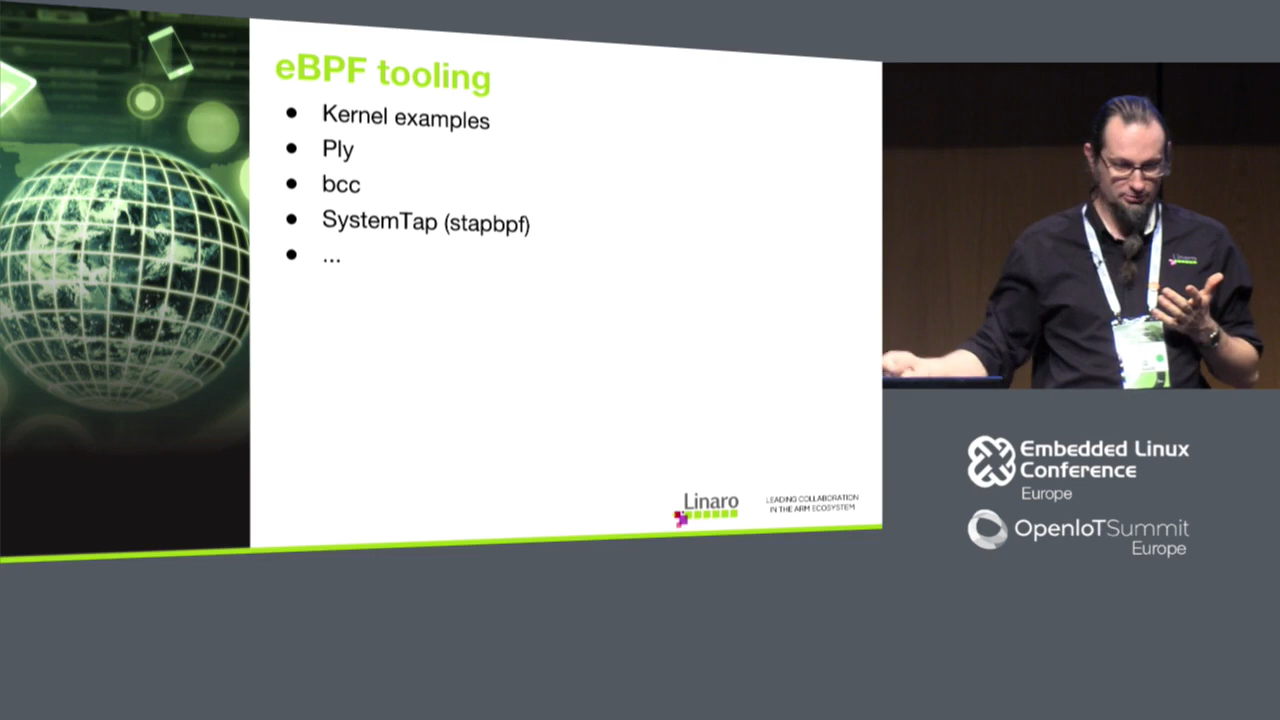 eBPF tooling
● Kernel examples
● Ply
● bcc
● SystemTap (stapbpf)
● ...
Linaro
LEADING COLLABORATION
IN THE ARM ECOSYSTEM
Linaro
Embedded Linux
Conference
Europe
OpenIoTSummit
Europe